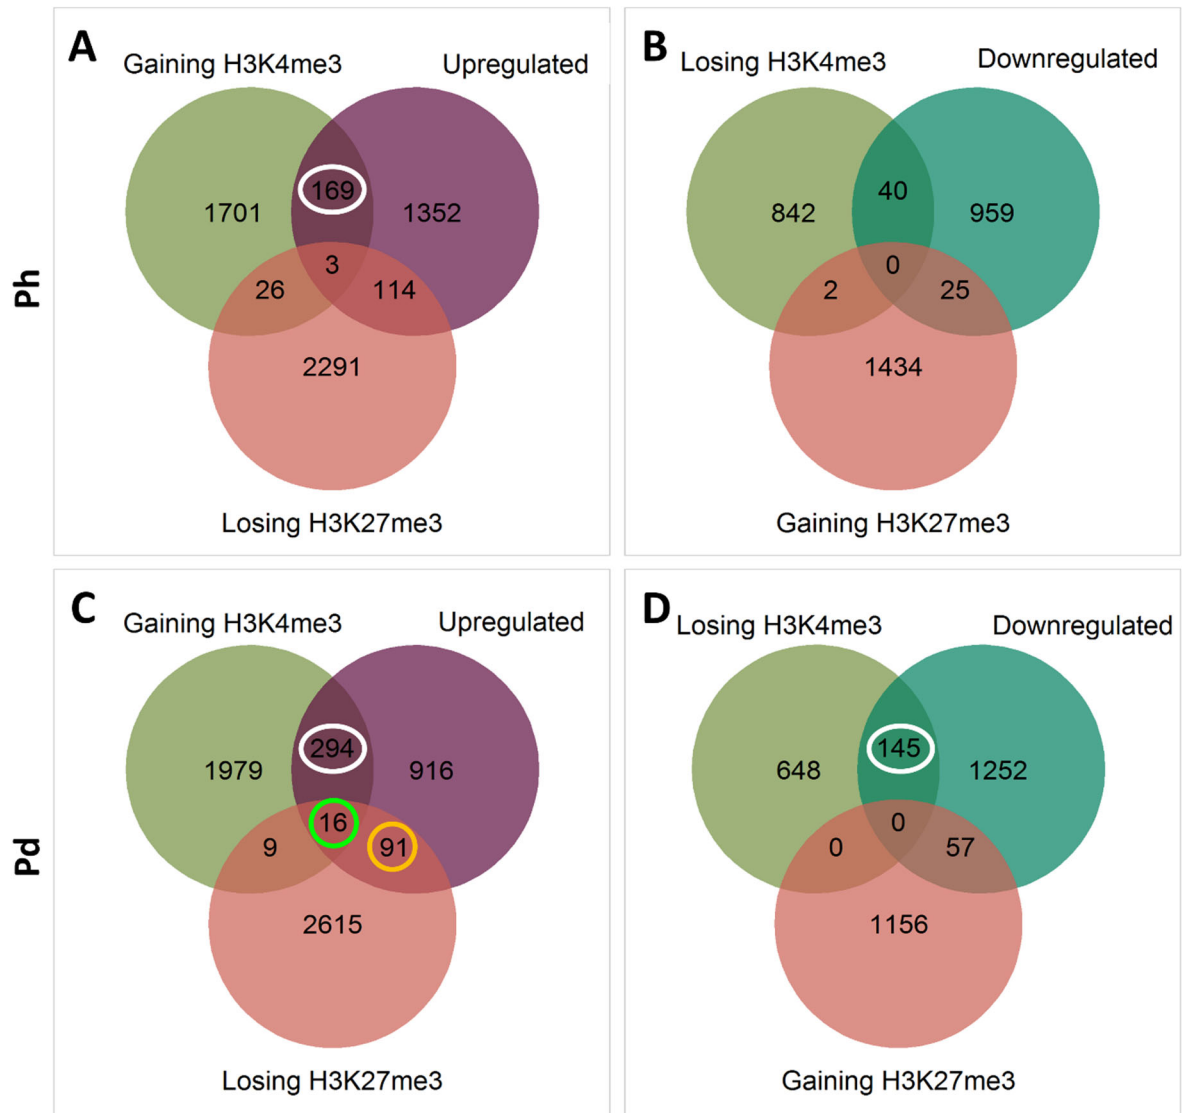 A
Gaining H3K4me3 Upregulated
169
1701 1352
3
26 114
2291
Losing H3K27me3
B
Losing H3K4me3 Downregulated
40
842 959
0
2 25
1434
Gaining H3K27me3
Ph
C
Gaining H3K4me3 Upregulated
294
1979 916
16
9 91
2615
Losing H3K27me3
D
Losing H3K4me3 Downregulated
145
648 1252
0
0 57
1156
Gaining H3K27me3
Pd